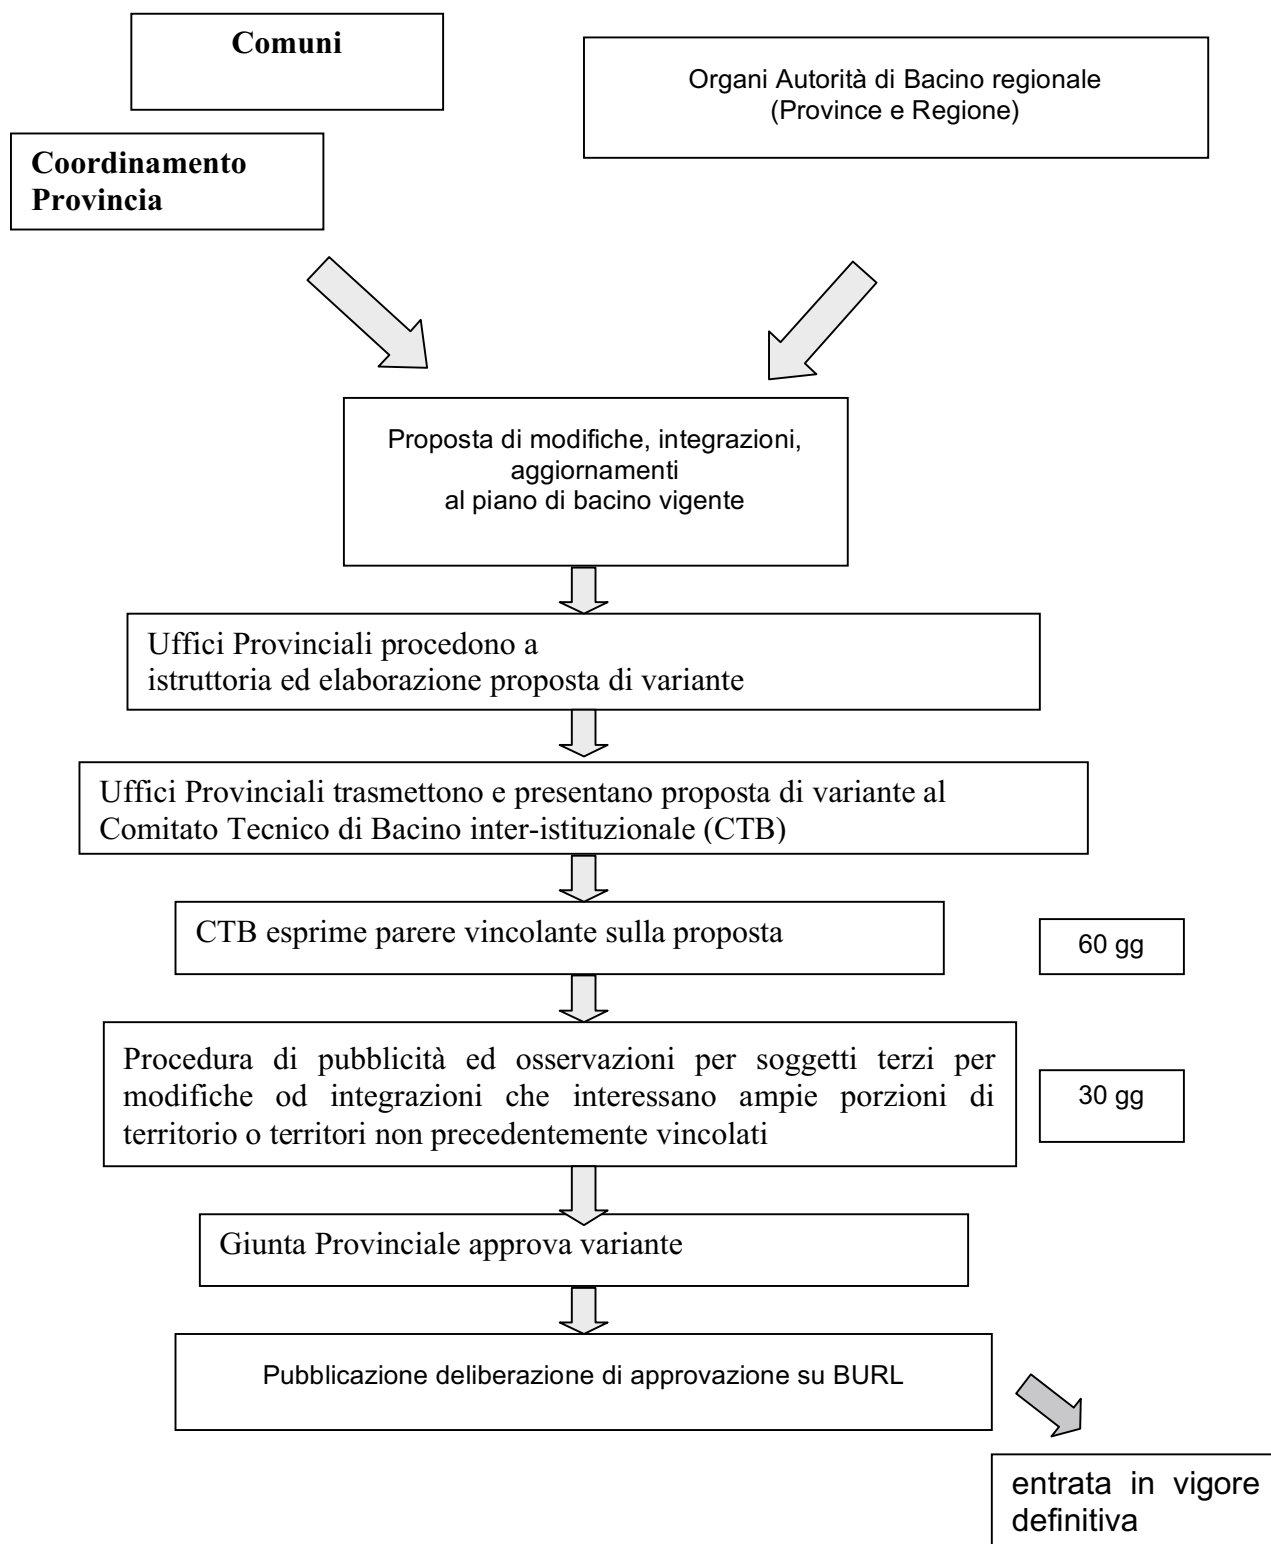 Comuni
Organi Autorità di Bacino regionale
(Province e Regione)
Coordinamento
Provincia
Proposta di modifiche, integrazioni,
aggiornamenti
al piano di bacino vigente
Uffici Provinciali procedono a
istruttoria ed elaborazione proposta di variante
Uffici Provinciali trasmettono e presentano proposta di variante al
Comitato Tecnico di Bacino inter-istituzionale (CTB)
CTB esprime parere vincolante sulla proposta
60 gg
Procedura di pubblicità ed osservazioni per soggetti terzi per
modifiche od integrazioni che interessano ampie porzioni di
territorio o territori non precedentemente vincolati
30 gg
Giunta Provinciale approva variante
Pubblicazione deliberazione di approvazione su BURL
entrata in vigore
definitiva